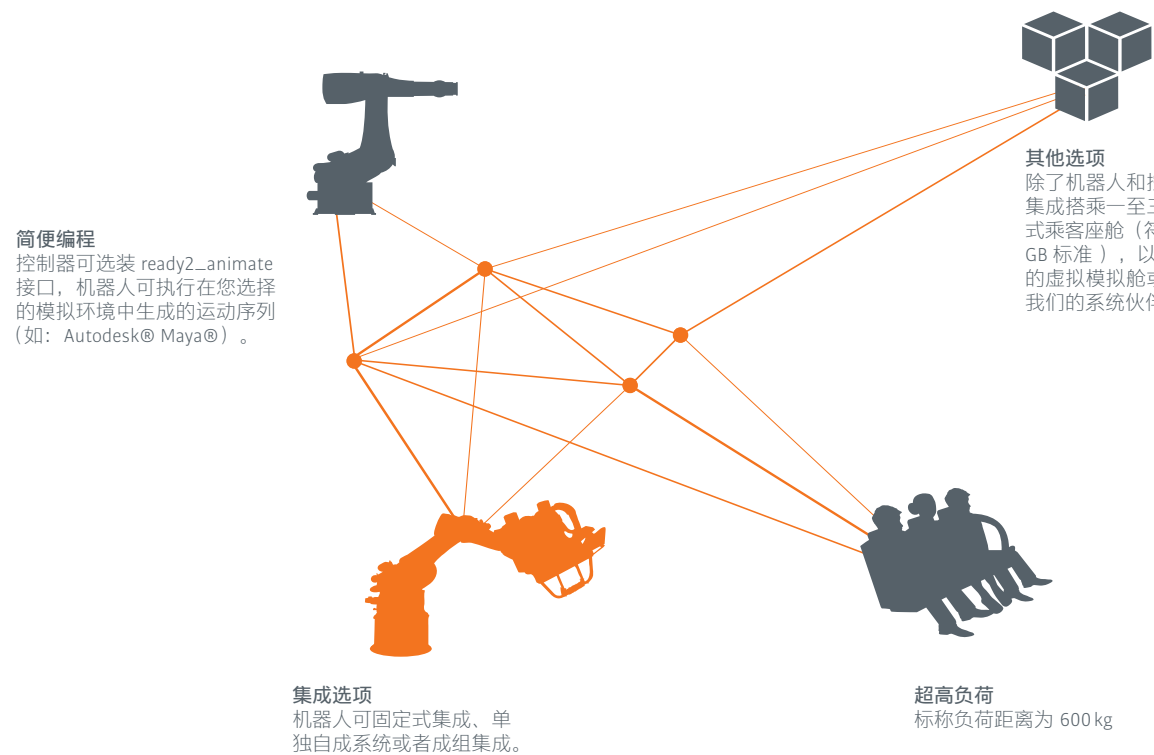 简便编程
控制器可选装 ready2_animate
接口，机器人可执行在您选择
的模拟环境中生成的运动序列
（如：Autodesk® Maya®）。
其他选项
除了机器人和
集成搭乘一至
式乘客座舱（
GB 标准 ），以
的虚拟模拟舱或
我们的系统伙伴
集成选项
机器人可固定式集成、单
独自成系统或者成组集成。
超高负荷
标称负荷距离为 600 kg